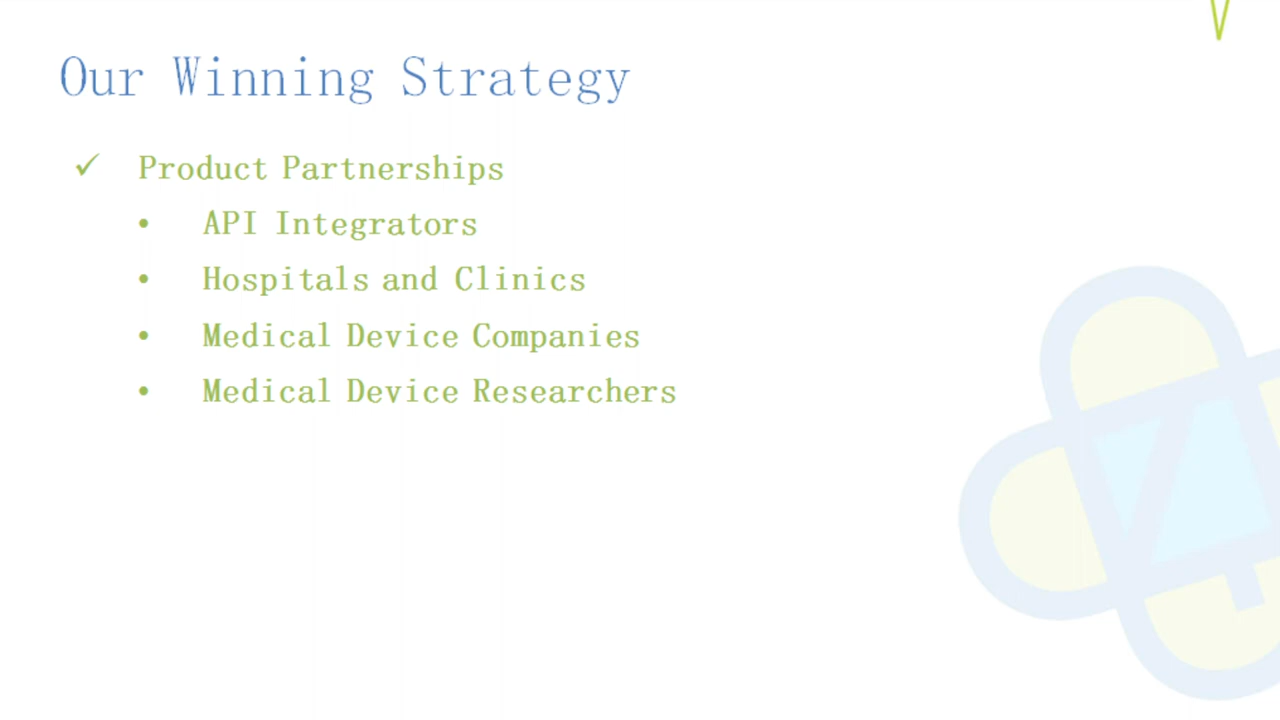 Our Winning Strategy
✓ Product Partnerships
• API Integrators
• Hospitals and Clinics
• Medical Device Companies
• Medical Device Researchers